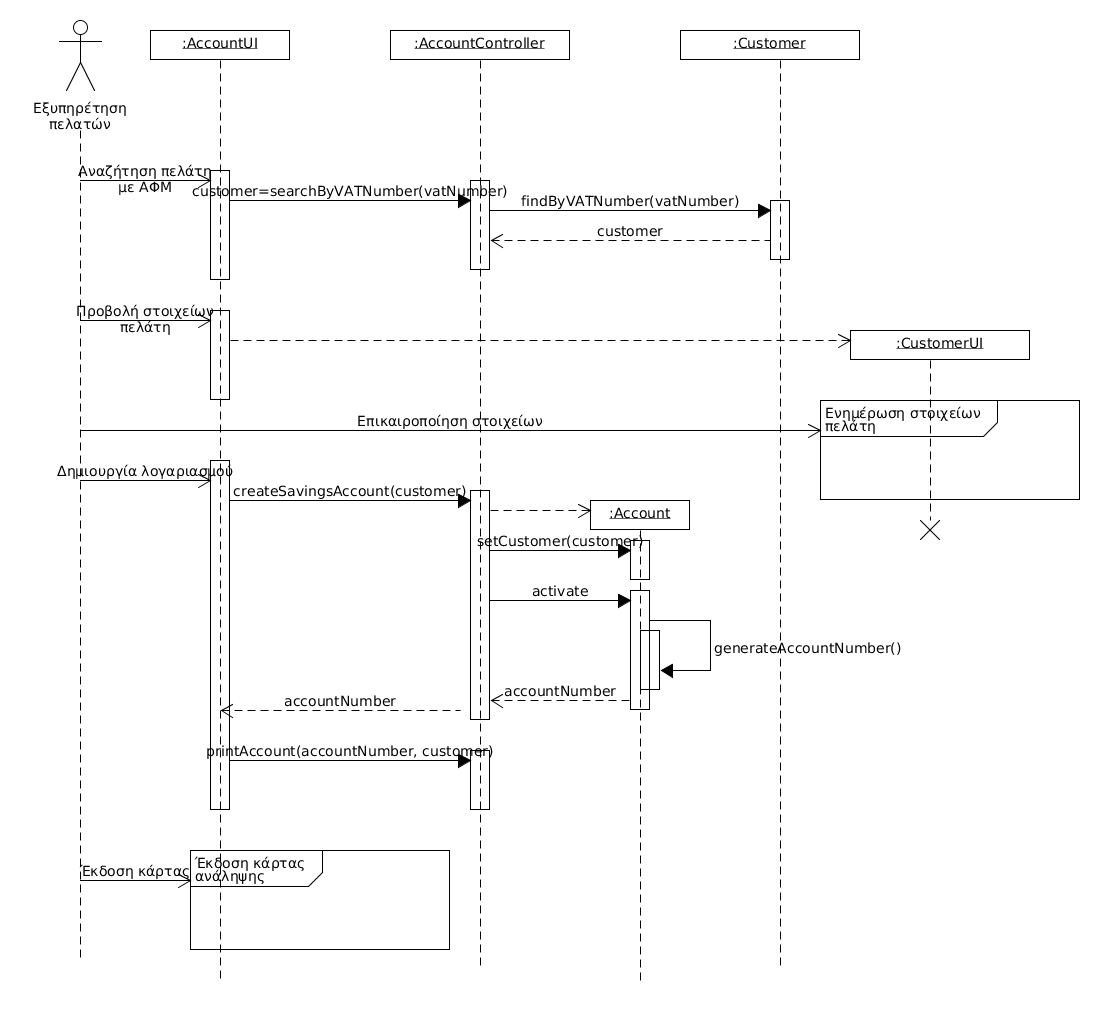 :AccountUI
:AccountController
:Customer
Εξυπηρέτηση
πελατών
Αναζήτηση πελάτη
με ΑΦΜ
customer=searchByVATNumber(vatNumber)
findByVATNumber(vatNumber)
customer
Προβολή στοιχείων
πελάτη
:CustomerUI
Επικαιροποίηση στοιχείων
Ενημέρωση στοιχείων
πελάτη
Δημιουργία λογαριασμού
createSavingsAccount(customer)
:Account
setCustomer(customer)
activate
generateAccountNumber()
accountNumber
accountNumber
printAccount(accountNumber, customer)
Έκδοση κάρτας
Έκδοση κάρτας
ανάληψης